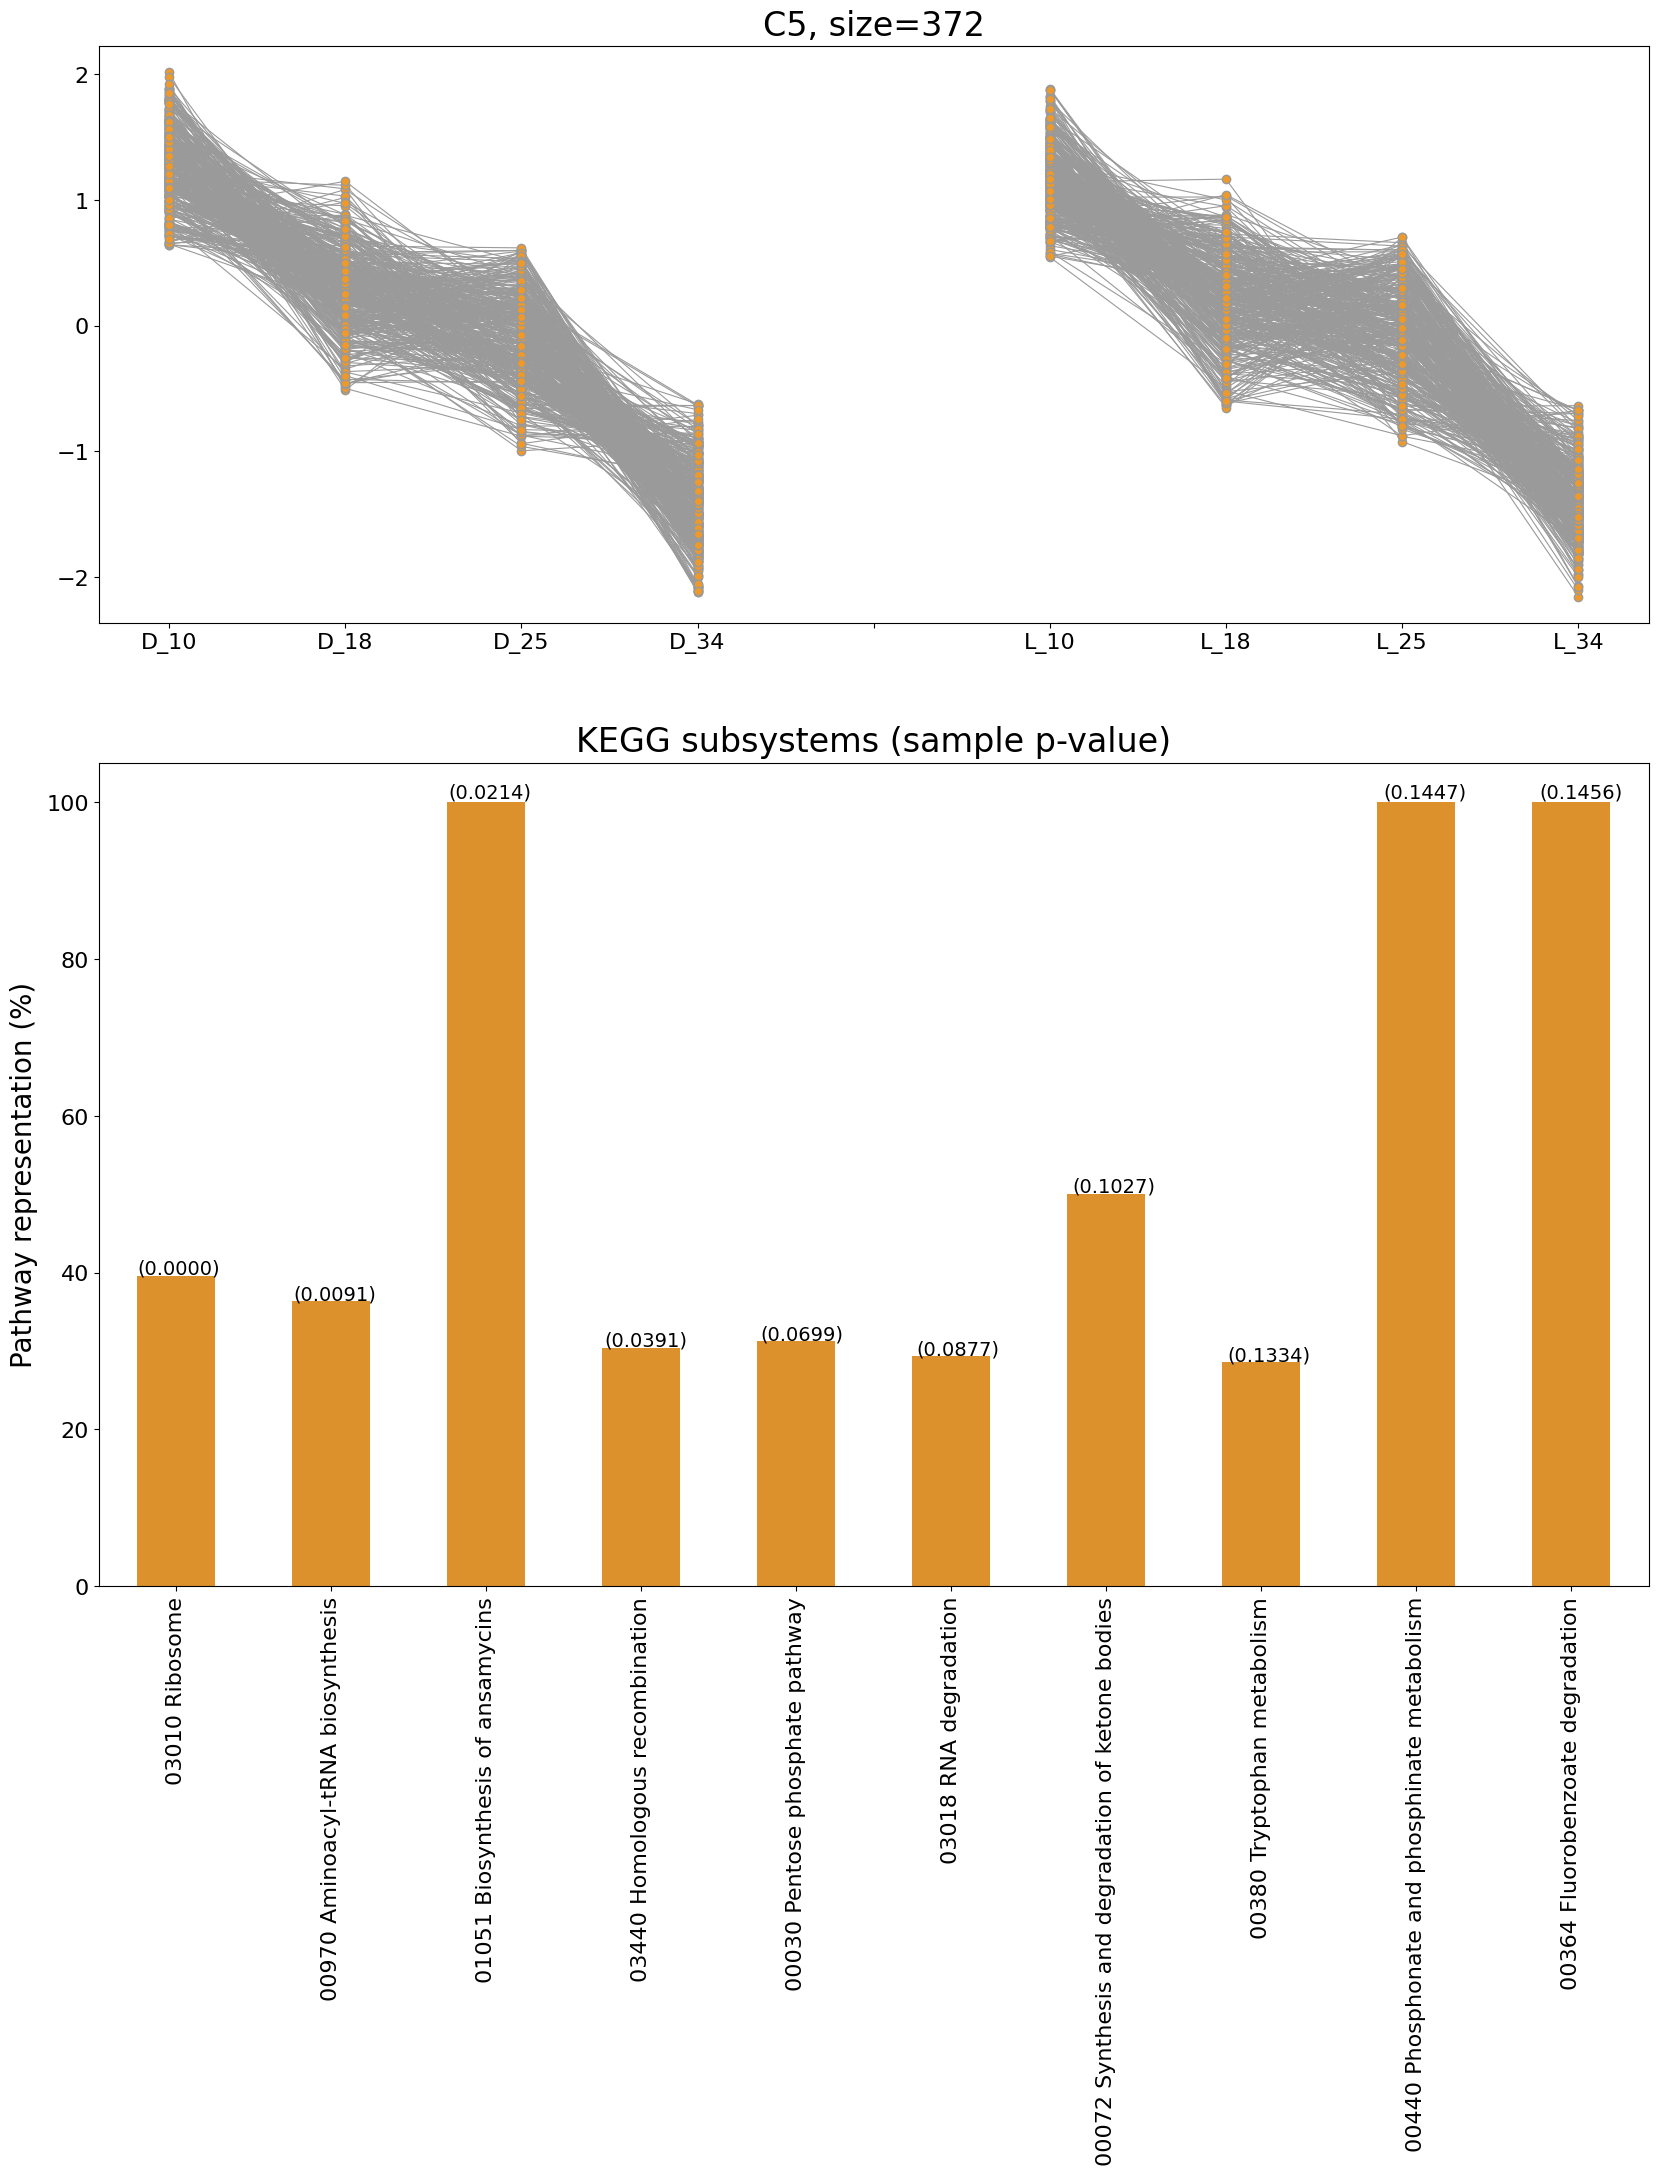 C5, size=372
2
1
0
−1
−2
D_10 D_18 D_25 D_34 L_10 L_18 L_25 L_34
KEGG subsystems (sample p-value)
Pathway representation (%)
100
80
60
40
20
0
(0.0000)
(0.0091)
(0.0214)
(0.0391)
(0.0699)
(0.0877)
(0.1027)
(0.1334)
(0.1447)
(0.1456)
03010 Ribosome
00970 Aminoacyl-tRNA biosynthesis
01051 Biosynthesis of ansamycins
03440 Homologous recombination
00030 Pentose phosphate pathway
03018 RNA degradation
00072 Synthesis and degradation of ketone bodies
00380 Tryptophan metabolism
00440 Phosphonate and phosphinate metabolism
00364 Fluorobenzoate degradation